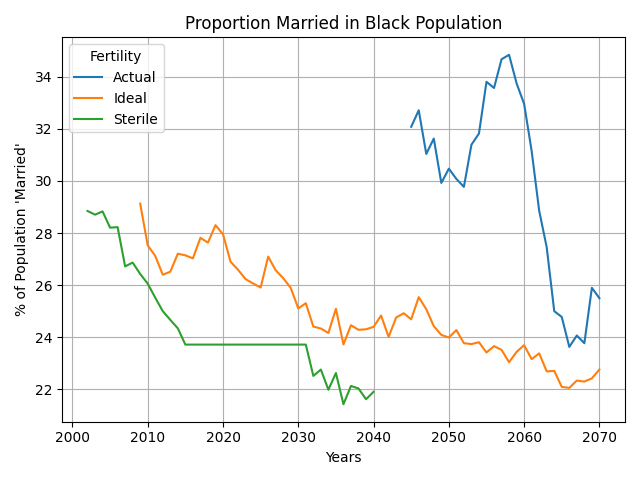 Proportion Married in Black Population
Fertility
Actual
Ideal
Sterile
% of Population 'Married'
34
32
30
28
26
24
22
2000 2010 2020 2030 2040 2050 2060 2070
Years